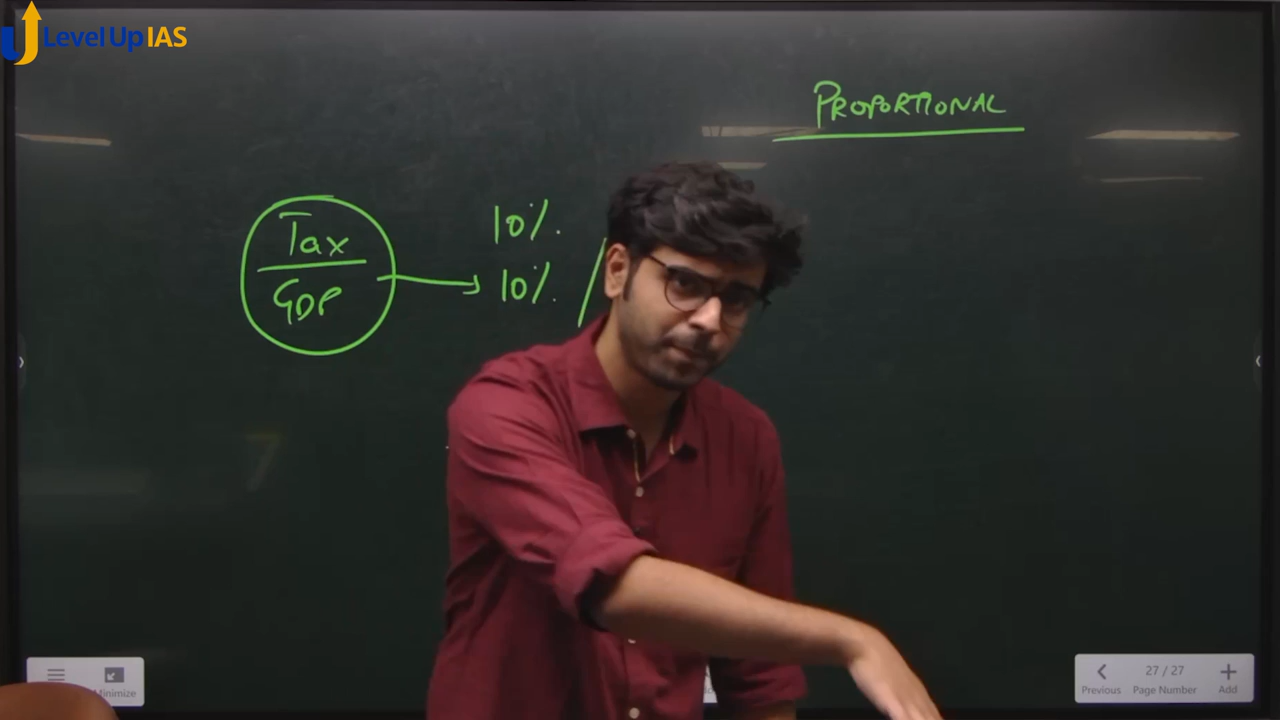 Level Up IAS
PROPORTIONAL
Tax
GDP
10%.
10%.
Minimize
27 / 27
Previous
Page Number
Add